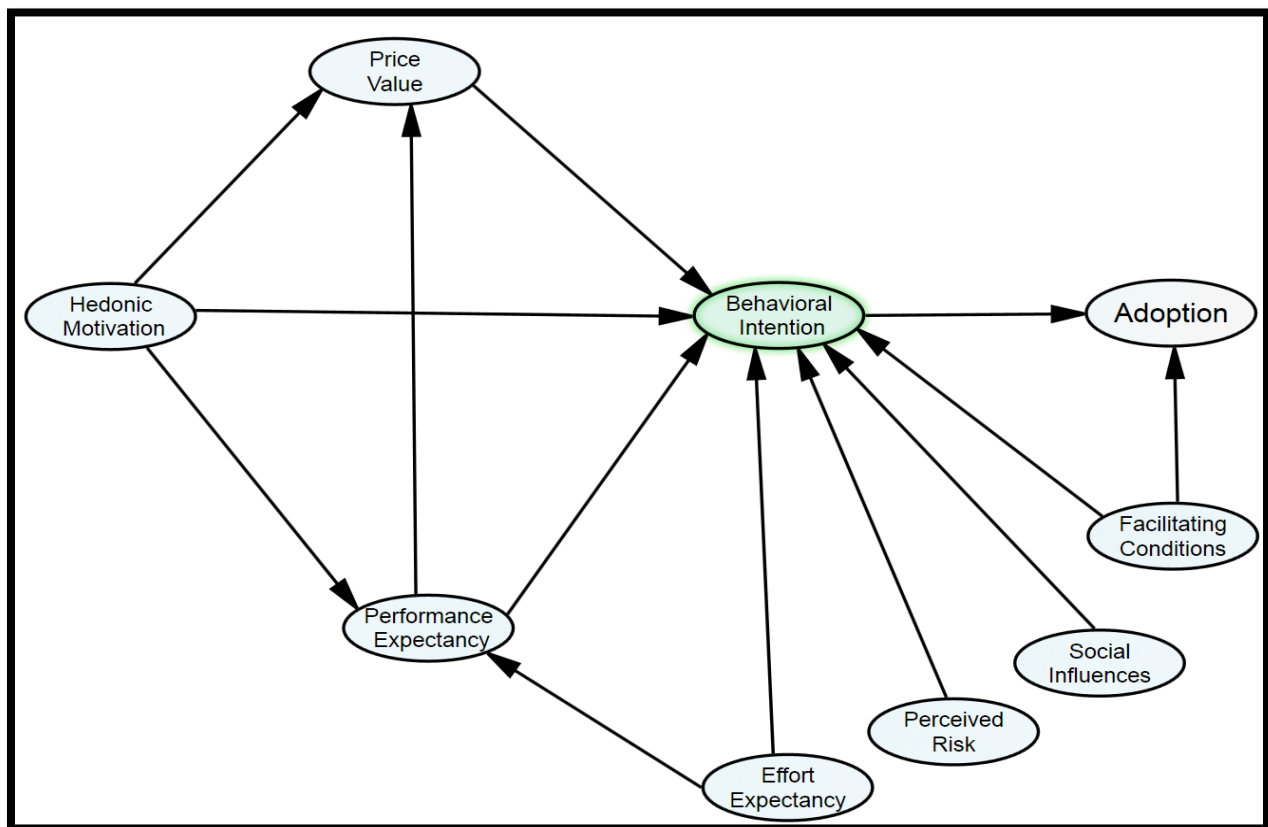 Price
Value
Hedonic
Motivation
Behavioral
Intention
Adoption
Facilitating
Conditions
Performance
Expectancy
Social
Influences
Perceived
Risk
Effort
Expectancy